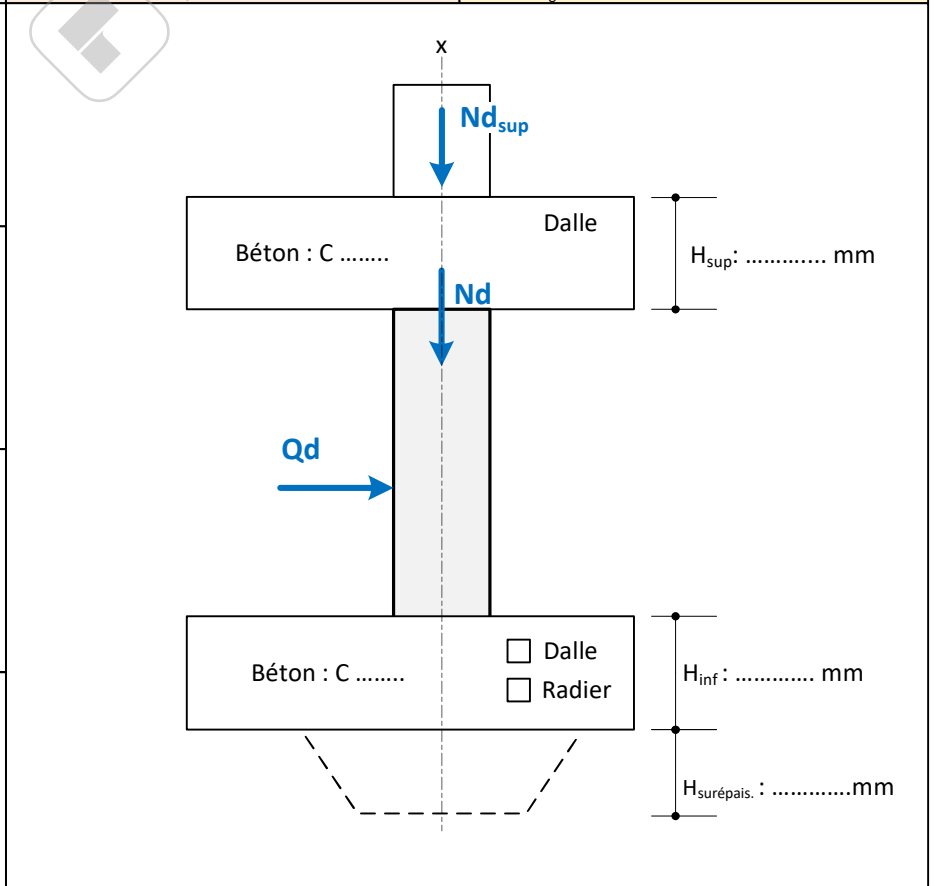 x
Nd sup
Dalle
Béton : C ........
H sup: .............. mm
Nd
Qd
Dalle
Béton : C ........
Radier
H inf : ............. mm
H surépais. : .............mm